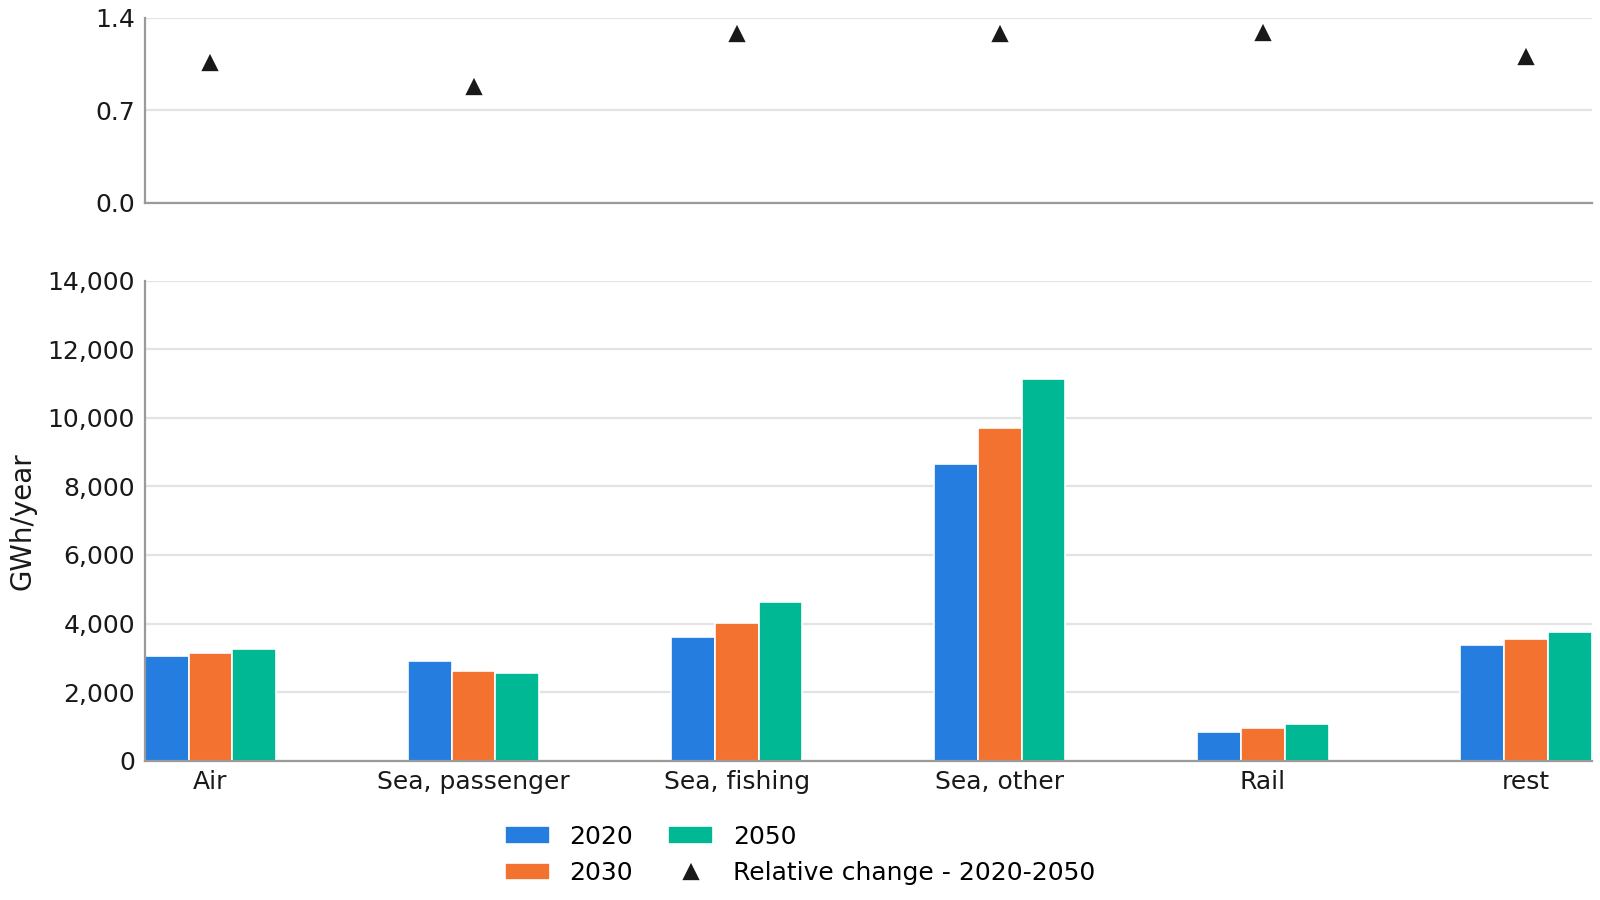 1.4
0.7
0.0
14,000
12,000
10,000
8,000
6,000
4,000
2,000
0
GWh/year
Air
Sea, passenger
Sea, fishing
Sea, other
Rail
rest
2020
2050
2030
Relative change - 2020-2050